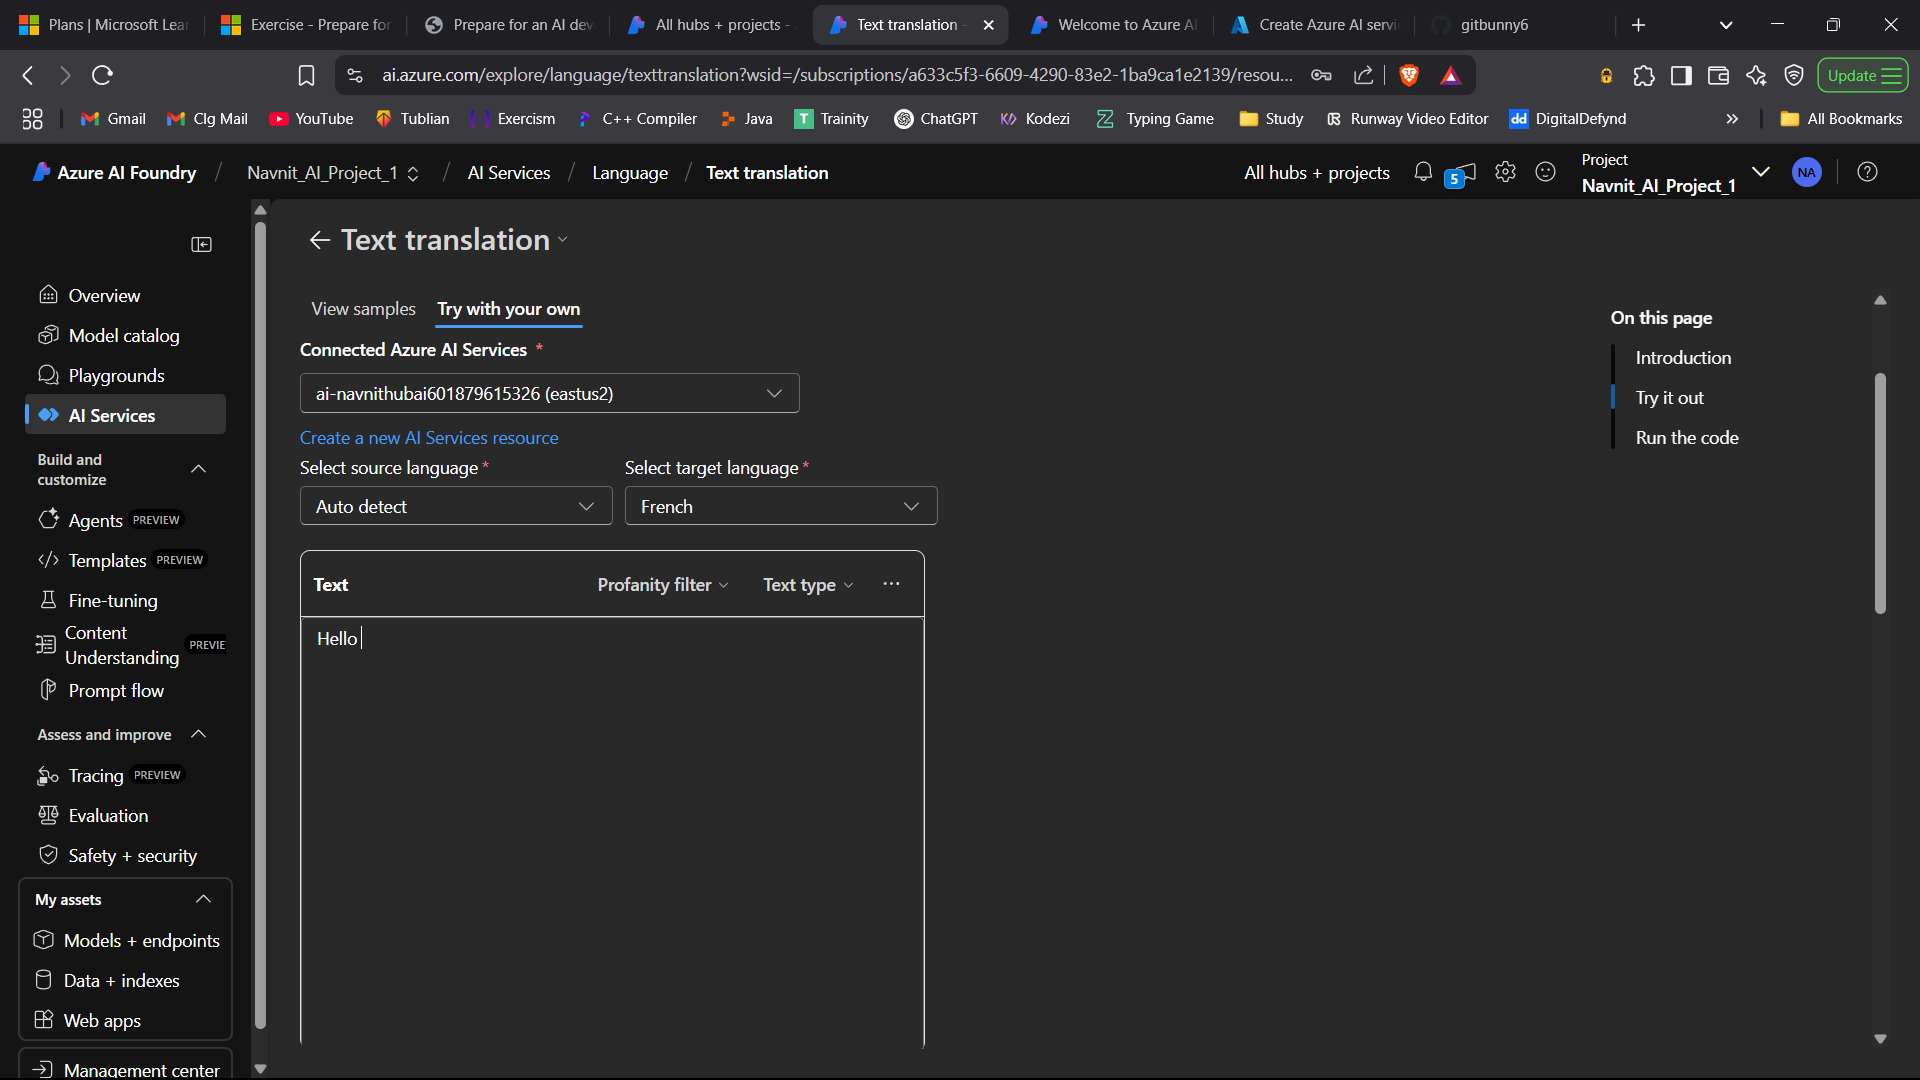 Plans | Microsoft Lear
Exercise - Prepare for
Prepare for an AI dev
All hubs + projects -
Text translation -
Welcome to Azure AI
Create Azure AI servi
gitbunny6
ai.azure.com/explore/language/texttranslation?wsid=/subscriptions/a633c5f3-6609-4290-83e2-1ba9ca1e2139/resou...
Update
Gmail
Clg Mail
YouTube
Tublian
Exercism
C++ Compiler
Java
Trainity
ChatGPT
Kodezi
Typing Game
Study
Runway Video Editor
DigitalDefynd
All Bookmarks
Azure AI Foundry / Navnit_AI_Project_1 / AI Services / Language / Text translation
All hubs + projects
5
Project
Navnit_AI_Project_1
NA
Overview
Model catalog
Playgrounds
AI Services
Build and
customize
Agents PREVIEW
Templates PREVIEW
Fine-tuning
Content
Understanding PREVIE
Prompt flow
Assess and improve
Tracing PREVIEW
Evaluation
Safety + security
My assets
Models + endpoints
Data + indexes
Web apps
Management center
Text translation
View samples
Try with your own
Connected Azure AI Services *
ai-navnithubai601879615326 (eastus2)
Create a new AI Services resource
Select source language *
Select target language *
Auto detect
French
Text
Profanity filter
Text type
...
Hello
On this page
Introduction
Try it out
Run the code